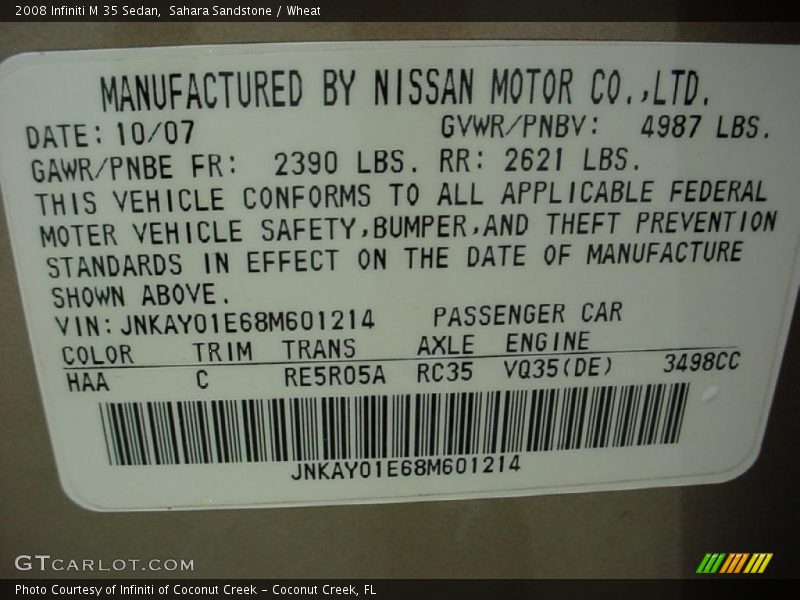 2008 Infiniti M 35 Sedan,  Sahara Sandstone / Wheat
MANUFACTURED BY NISSAN MOTOR CO.,LTD.
DATE: 10/07 GVWR/PNBV: 4987 LBS.
GAWR/PNBE FR: 2390 LBS. RR: 2621 LBS.
THIS VEHICLE CONFORMS TO ALL APPLICABLE FEDERAL
MOTER VEHICLE SAFETY,BUMPER,AND THEFT PREVENTION
STANDARDS IN EFFECT ON THE DATE OF MANUFACTURE
SHOWN ABOVE.
VIN: JNKAY01E68M601214 PASSENGER CAR
COLOR TRIM TRANS AXLE ENGINE
HAA C RE5R05A RC35 VQ35(DE) 3498CC
JNKAY01E68M601214
GTCARLOT.COM
Photo Courtesy of Infiniti of Coconut Creek – Coconut Creek, FL